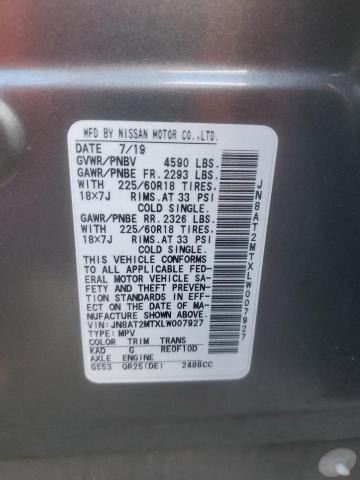 MFD BY NISSAN MOTOR CO.,LTD.
DATE 7/19
GVWR/PNBV 4590 LBS.
GAWR/PNBE FR. 2293 LBS.
WITH 225/60R18 TIRES.
18X7J RIMS.AT 33 PSI
COLD SINGLE.
GAWR/PNBE RR. 2326 LBS.
WITH 225/60R18 TIRES.
18X7J RIMS.AT 33 PSI
COLD SINGLE.
THIS VEHICLE CONFORMS
TO ALL APPLICABLE FED-
ERAL MOTOR VEHICLE SA-
FETY AND THEFT PREVEN-
TION STANDARDS IN EFF-
ECT ON THE DATE OF MA-
NUFACTURE SHOWN ABOVE.
VIN:JN8AT2MTXLW007927
TYPE: MPV
COLOR TRIM TRANS
KAD G RE0F10D
AXLE ENGINE
GS53 QR25(DE) 2488CC
JN8AT2MTXLW007927